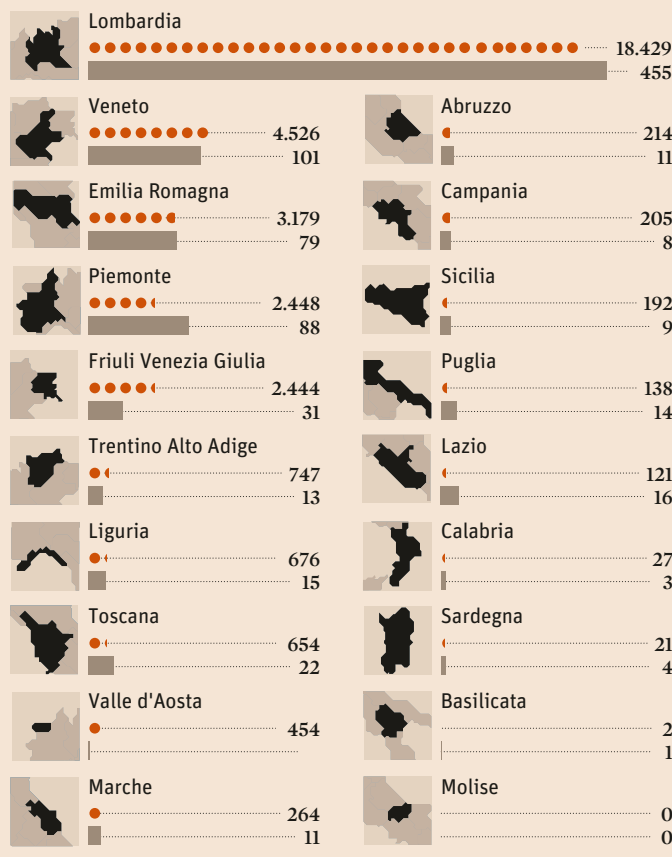 Lombardia
18.429
455
Veneto
4.526
101
Emilia Romagna
3.179
79
Piemonte
2.448
88
Friuli Venezia Giulia
2.444
31
Trentino Alto Adige
747
13
Liguria
676
15
Toscana
654
22
Valle d'Aosta
454
Marche
264
11
Abruzzo
214
11
Campania
205
8
Sicilia
192
9
Puglia
138
14
Lazio
121
16
Calabria
27
3
Sardegna
21
4
Basilicata
2
1
Molise
0
0